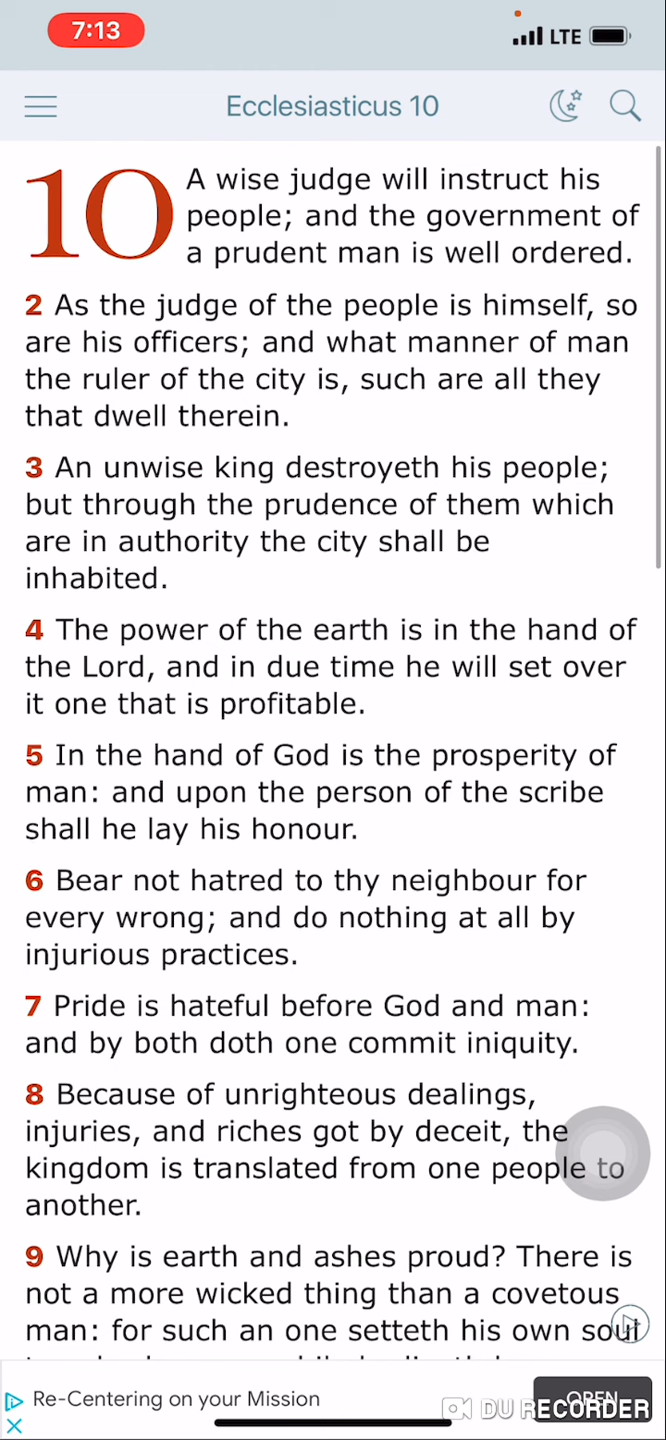 7:13
LTE
Ecclesiasticus 10
10 A wise judge will instruct his
people; and the government of
a prudent man is well ordered.
2 As the judge of the people is himself, so
are his officers; and what manner of man
the ruler of the city is, such are all they
that dwell therein.
3 An unwise king destroyeth his people;
but through the prudence of them which
are in authority the city shall be
inhabited.
4 The power of the earth is in the hand of
the Lord, and in due time he will set over
it one that is profitable.
5 In the hand of God is the prosperity of
man: and upon the person of the scribe
shall he lay his honour.
6 Bear not hatred to thy neighbour for
every wrong; and do nothing at all by
injurious practices.
7 Pride is hateful before God and man:
and by both doth one commit iniquity.
8 Because of unrighteous dealings,
injuries, and riches got by deceit, the
kingdom is translated from one people to
another.
9 Why is earth and ashes proud? There is
not a more wicked thing than a covetous
man: for such an one setteth his own soul
Re-Centering on your Mission
OPEN
DU RECORDER